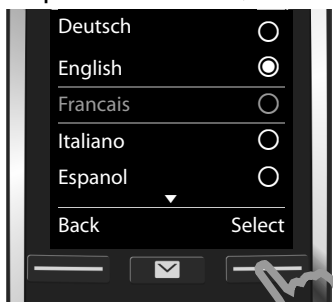 Deutsch
English
Francais
Italiano
Espanol
Back Select